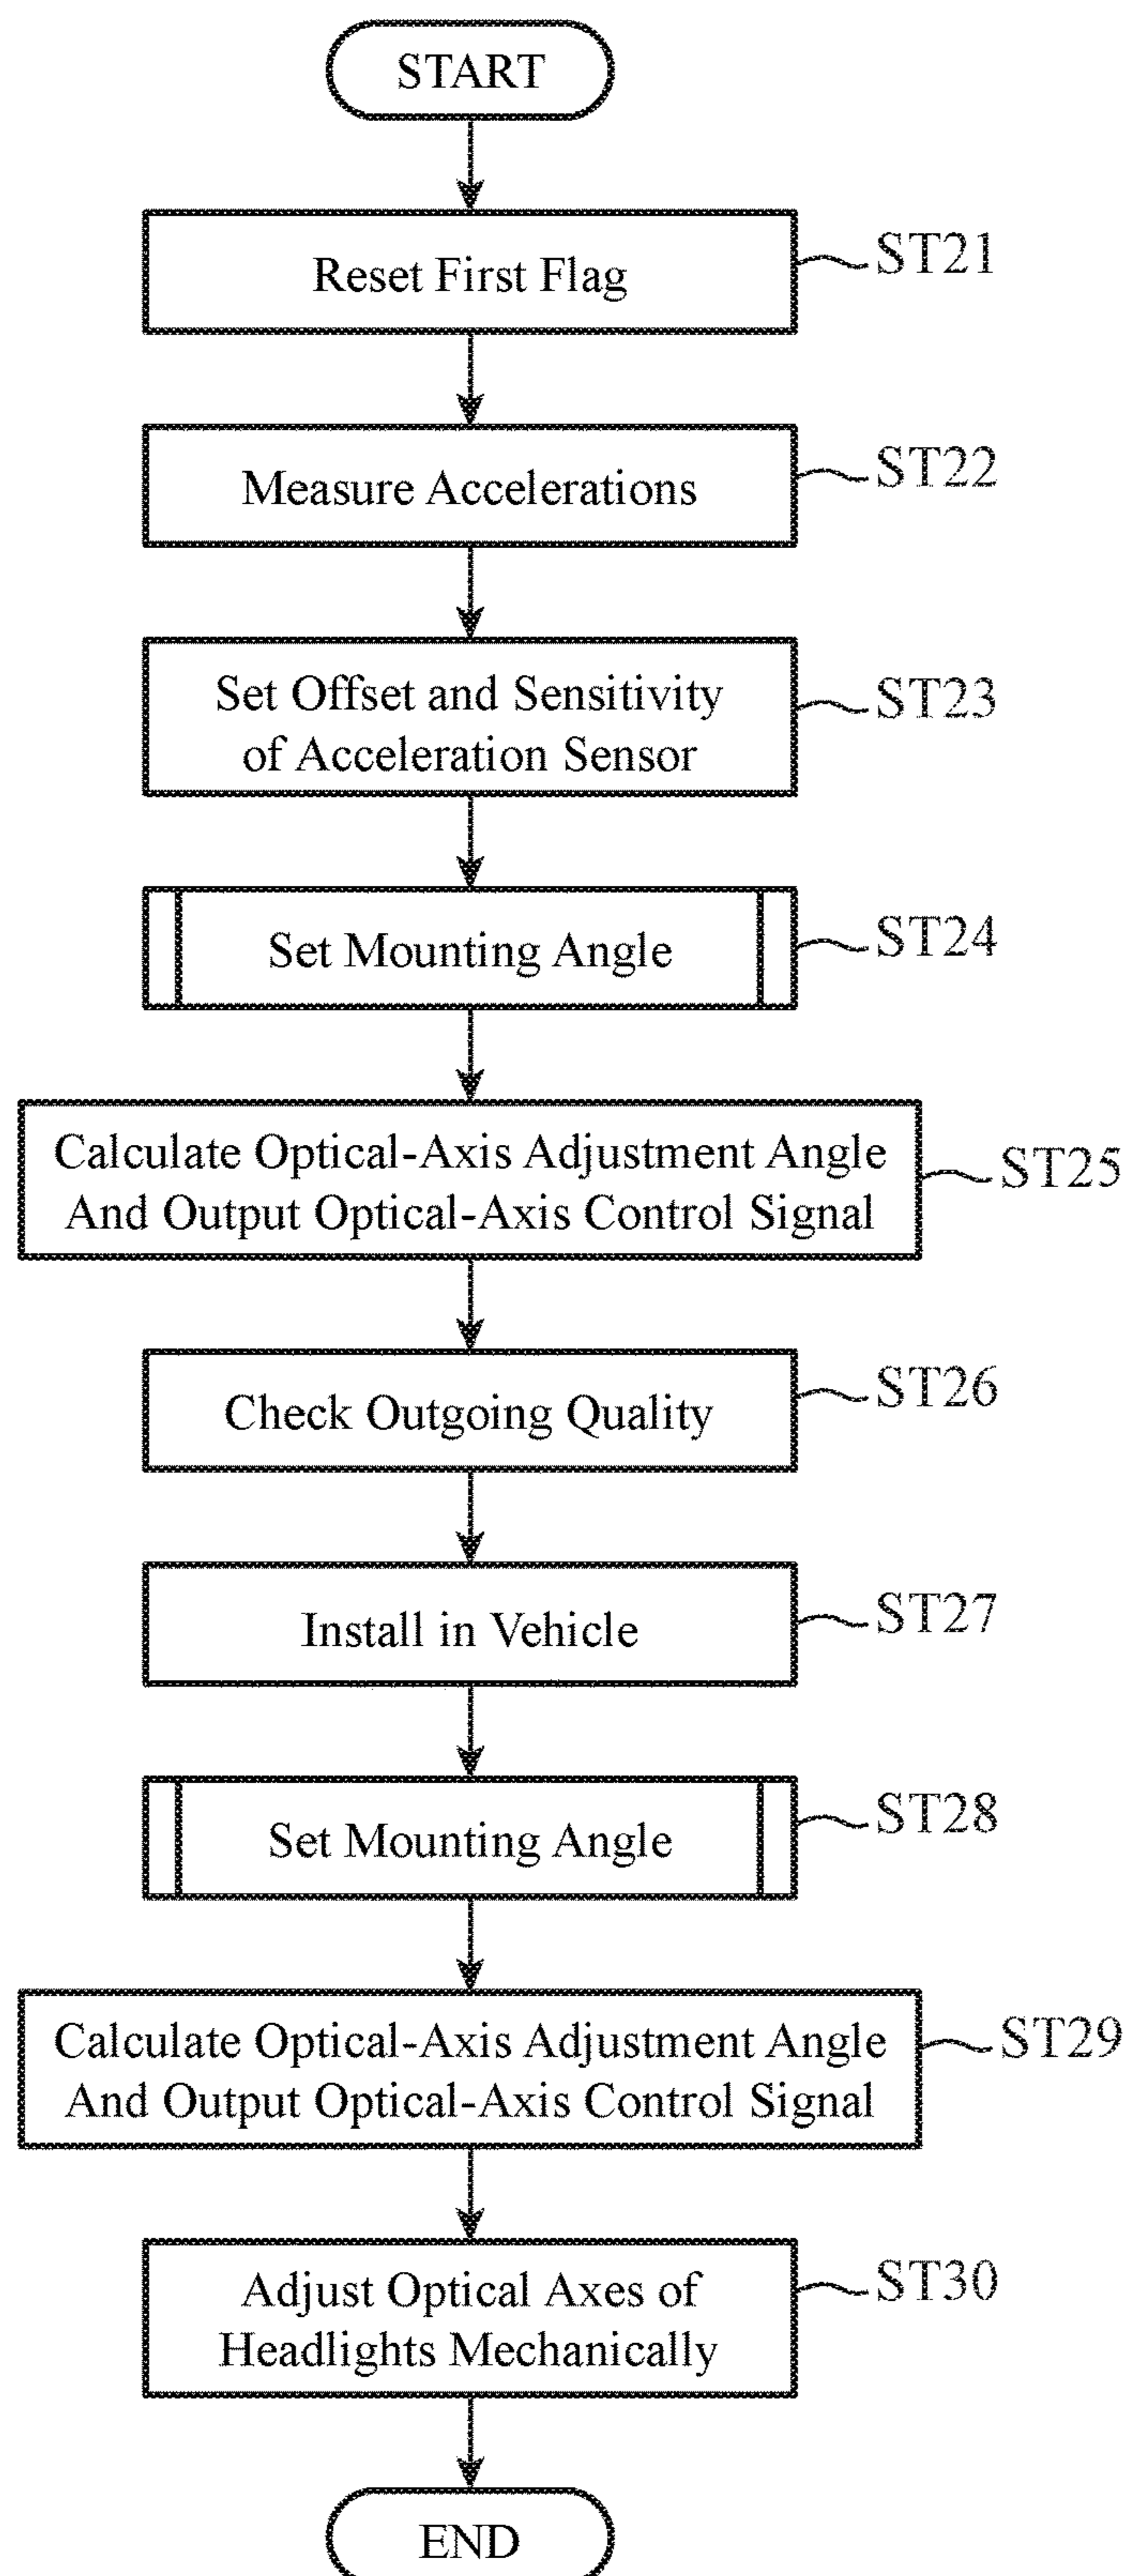 START
Reset First Flag
ST21
Measure Accelerations
ST22
Set Offset and Sensitivity
of Acceleration Sensor
ST23
Set Mounting Angle
ST24
Calculate Optical-Axis Adjustment Angle
And Output Optical-Axis Control Signal
ST25
Check Outgoing Quality
ST26
Install in Vehicle
ST27
Set Mounting Angle
ST28
Calculate Optical-Axis Adjustment Angle
And Output Optical-Axis Control Signal
ST29
Adjust Optical Axes of
Headlights Mechanically
ST30
END